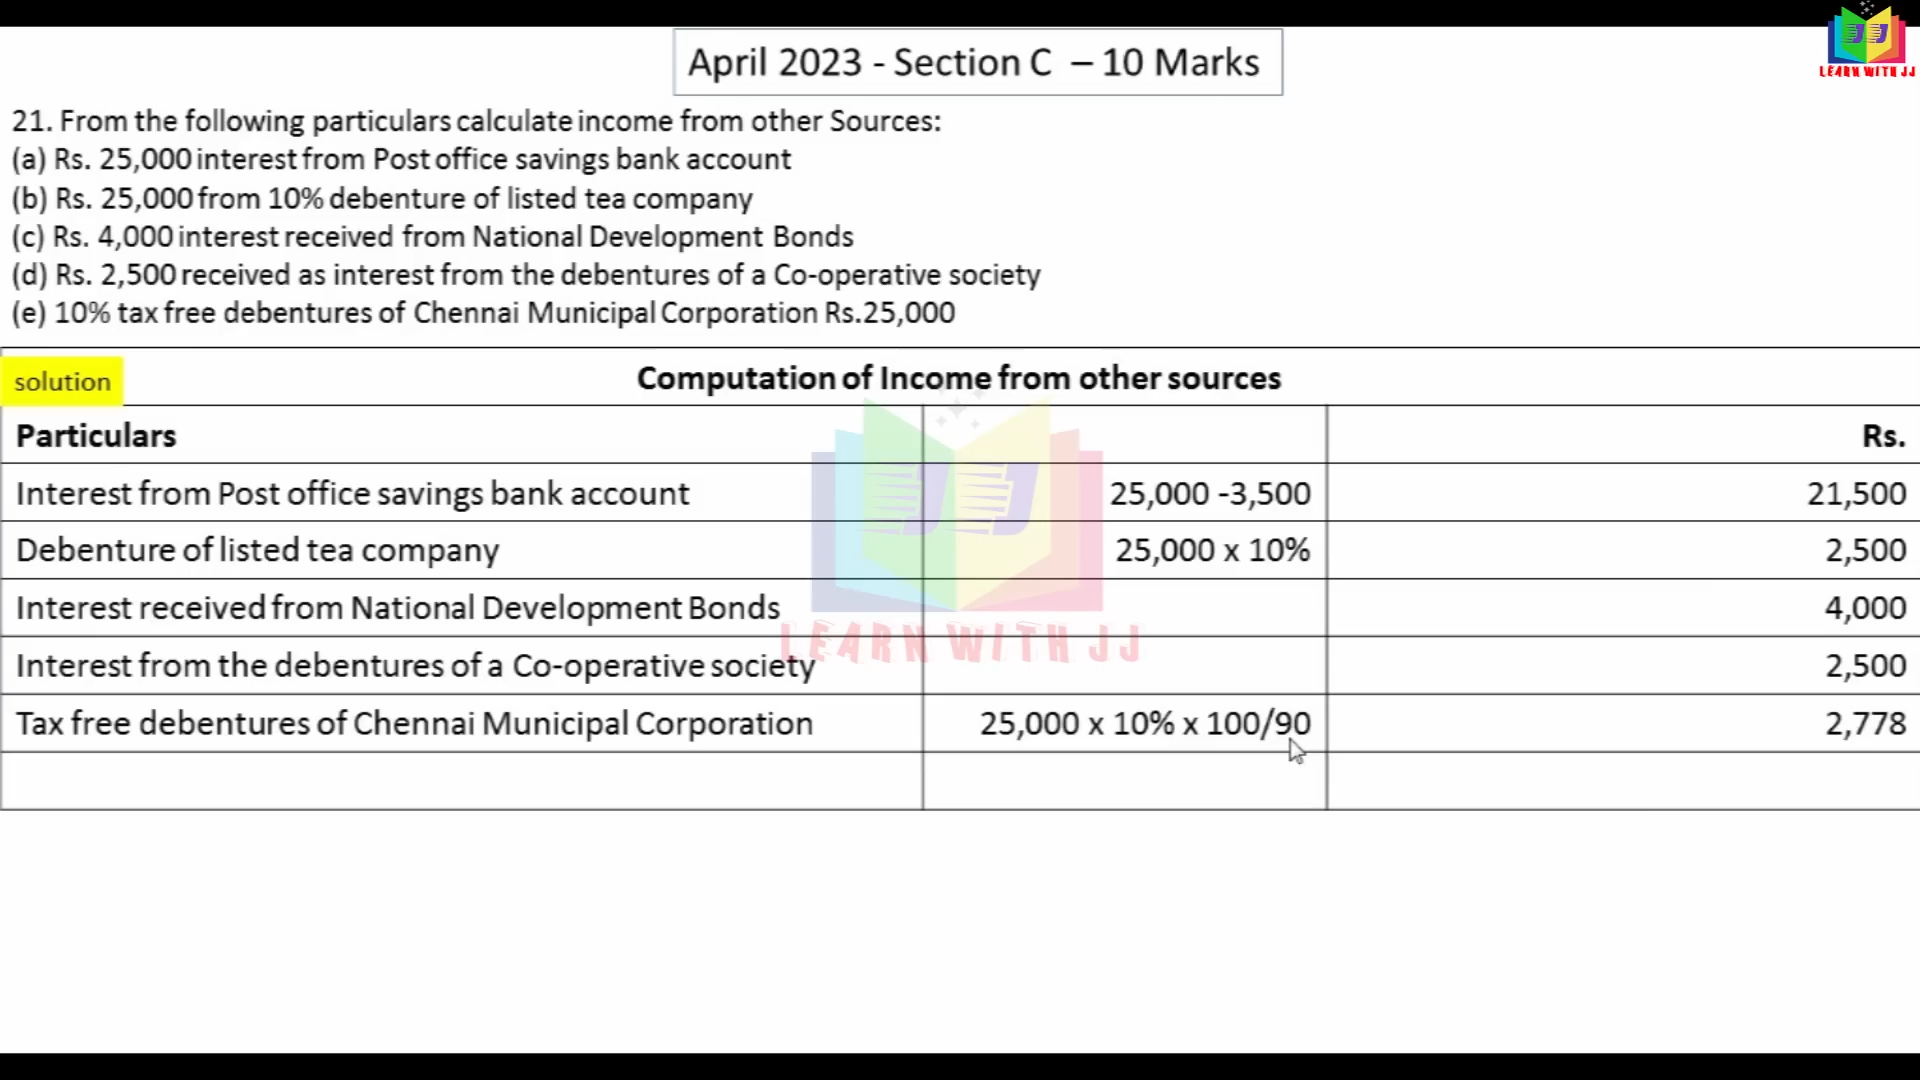 April 2023 - Section C – 10 Marks
LEARN WITH JJ
21. From the following particulars calculate income from other Sources:
(a) Rs. 25,000 interest from Post office savings bank account
(b) Rs. 25,000 from 10% debenture of listed tea company
(c) Rs. 4,000 interest received from National Development Bonds
(d) Rs. 2,500 received as interest from the debentures of a Co-operative society
(e) 10% tax free debentures of Chennai Municipal Corporation Rs.25,000
solution Computation of Income from other sources
Particulars Rs.
Interest from Post office savings bank account 25,000 -3,500 21,500
Debenture of listed tea company 25,000 x 10% 2,500
Interest received from National Development Bonds 4,000
LEARN WITH JJ
Interest from the debentures of a Co-operative society 2,500
Tax free debentures of Chennai Municipal Corporation 25,000 x 10% x 100/90 2,778